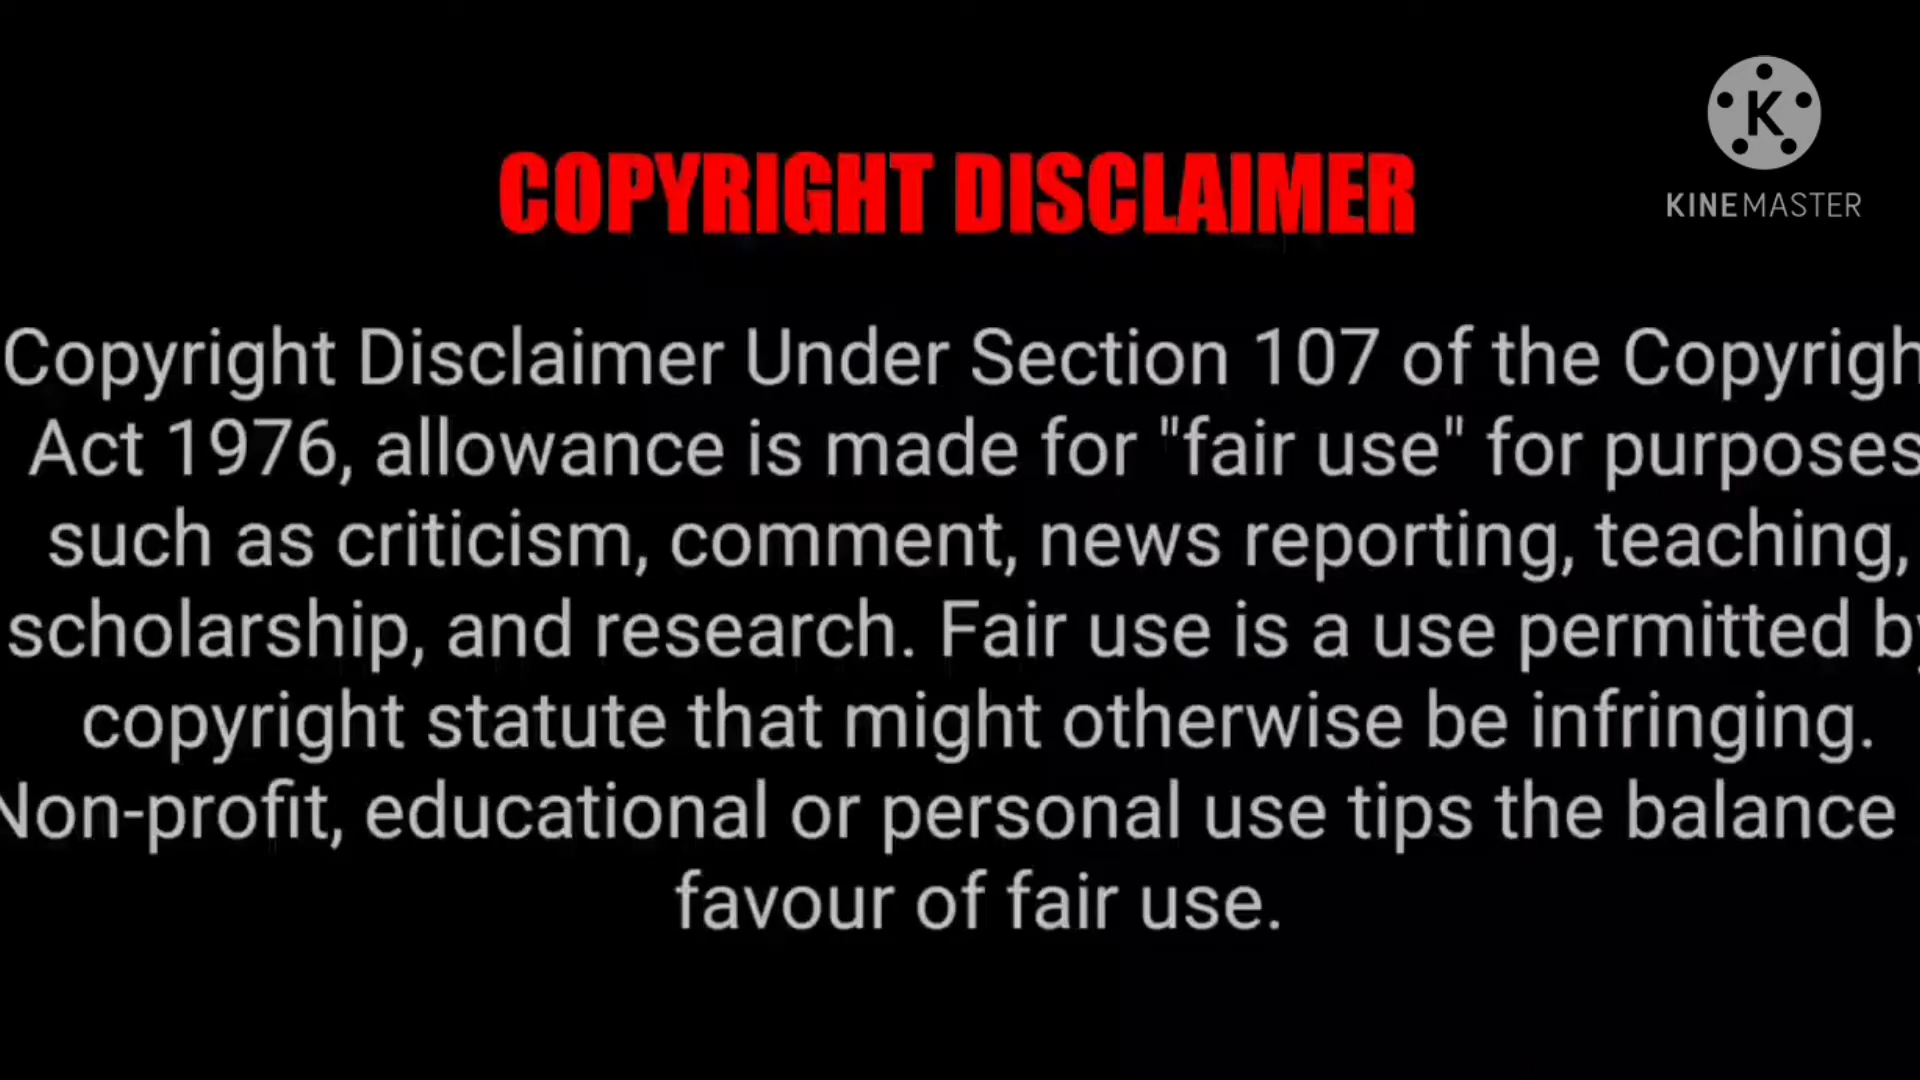 K
KINEMASTER
COPYRIGHT DISCLAIMER
Copyright Disclaimer Under Section 107 of the Copyrigh
Act 1976, allowance is made for "fair use" for purposes
such as criticism, comment, news reporting, teaching,
scholarship, and research. Fair use is a use permitted by
copyright statute that might otherwise be infringing.
Non-profit, educational or personal use tips the balance
favour of fair use.